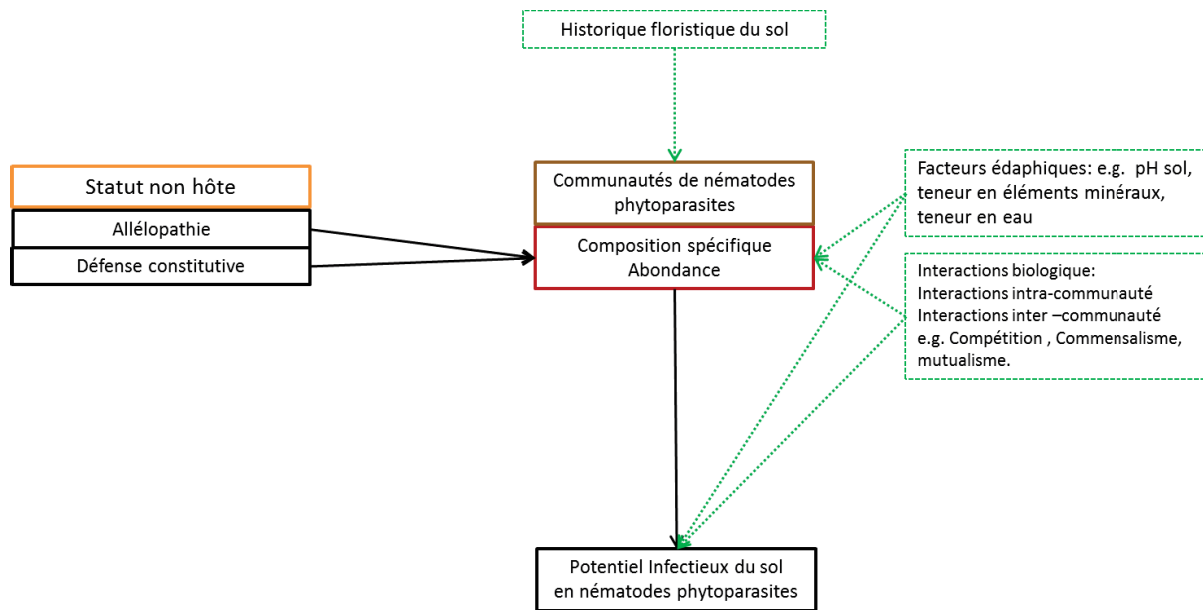 Historique floristique du sol
Statut non hôte
Allélopathie
Défense constitutive
Communautés de nématodes
phytoparasites
Composition spécifique
Abondance
Facteurs édaphiques: e.g. pH sol,
teneur en éléments minéraux,
teneur en eau
Interactions biologique:
Interactions intra-communauté
Interactions inter –communauté
e.g. Compétition , Commensalisme,
mutualisme.
Potentiel Infectieux du sol
en nématodes phytoparasites